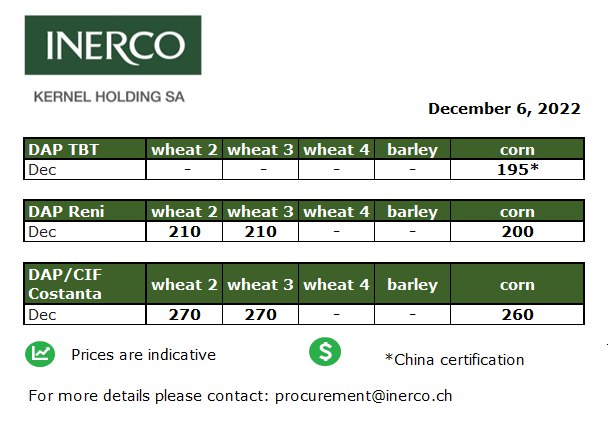 INERCO
KERNEL HOLDING SA
December 6, 2022
DAP TBT wheat 2 wheat 3 wheat 4 barley corn
Dec - - - - 195*
DAP Reni wheat 2 wheat 3 wheat 4 barley corn
Dec 210 210 - - 200
DAP/CIF Costanta wheat 2 wheat 3 wheat 4 barley corn
Dec 270 270 - - 260
Prices are indicative
$
*China certification
For more details please contact: procurement@inerco.ch